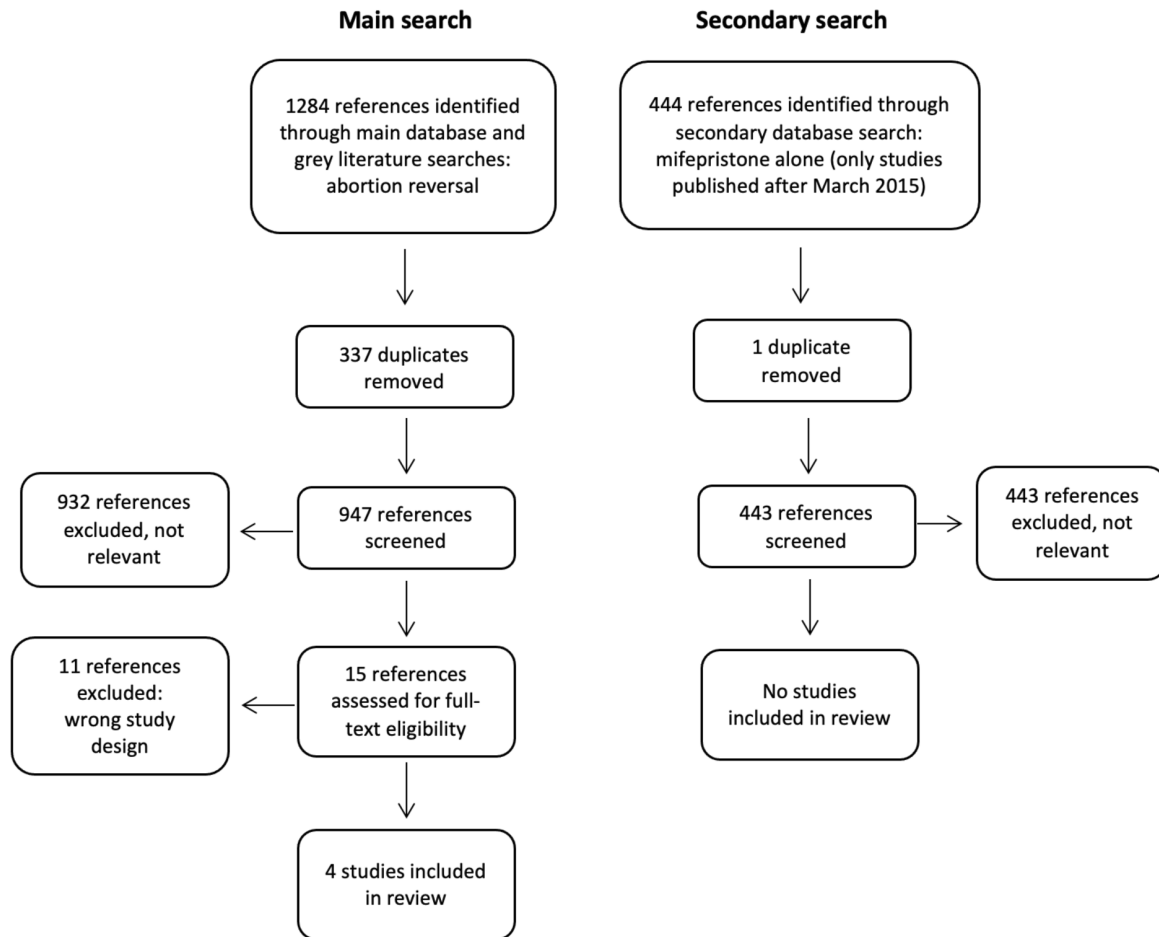 Main search
1284 references identified
through main database and
grey literature searches:
abortion reversal
337 duplicates
removed
932 references
excluded, not
relevant
947 references
screened
11 references
excluded:
wrong study
design
15 references
assessed for full-
text eligibility
4 studies included
in review
Secondary search
444 references identified through
secondary database search:
mifepristone alone (only studies
published after March 2015)
1 duplicate
removed
443 references
screened
443 references
excluded, not
relevant
No studies
included in review